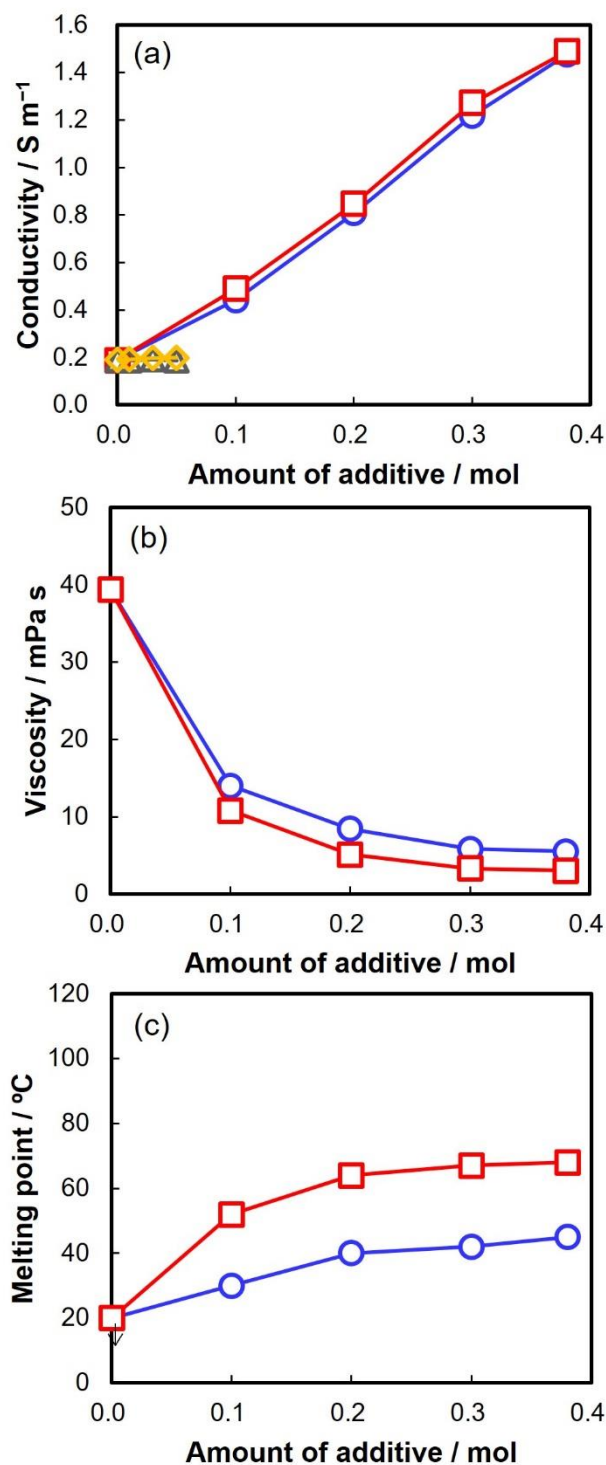 (a)
Conductivity / S m⁻¹
1.6
1.4
1.2
1.0
0.8
0.6
0.4
0.2
0.0
0.0 0.1 0.2 0.3 0.4
Amount of additive / mol
(b)
Viscosity / mPa s
50
40
30
20
10
0
0.0 0.1 0.2 0.3 0.4
Amount of additive / mol
(c)
Melting point / ºC
120
100
80
60
40
20
0
0.0 0.1 0.2 0.3 0.4
Amount of additive / mol